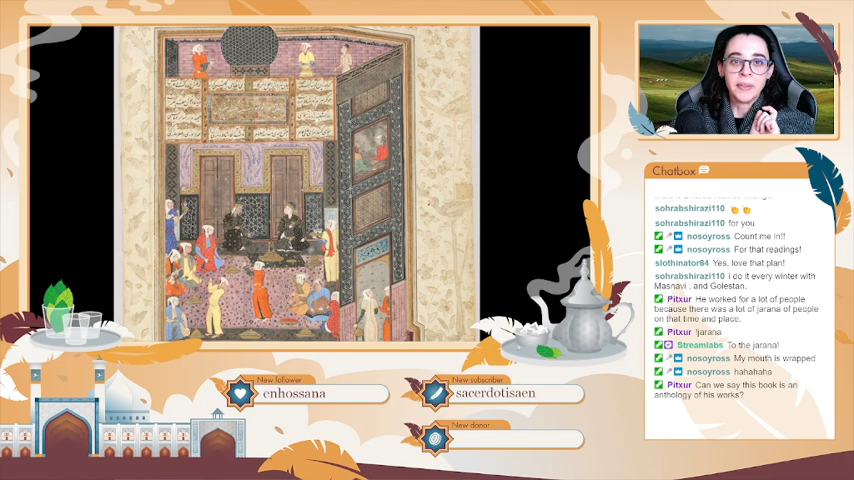 Chatbox
sohrabshirazi110
sohrabshirazi110 for you
nosoyross Count me in!!
nosoyross For that readings!
slothinator64 Yes, love that plan!
sohrabshirazi110 i do it every winter with
Masnavi , and Golestan.
Pitxur He worked for a lot of people
because there was a lot of jarana of people
on that time and place.
Pitxur !jarana
Streamlabs To the jarana!
nosoyross My mouth is wrapped
nosoyross hahahaha
Pitxur Can we say this book is an
anthology of his works?
New follower
enhossana
New subscriber
sacerdotisaen
New donor